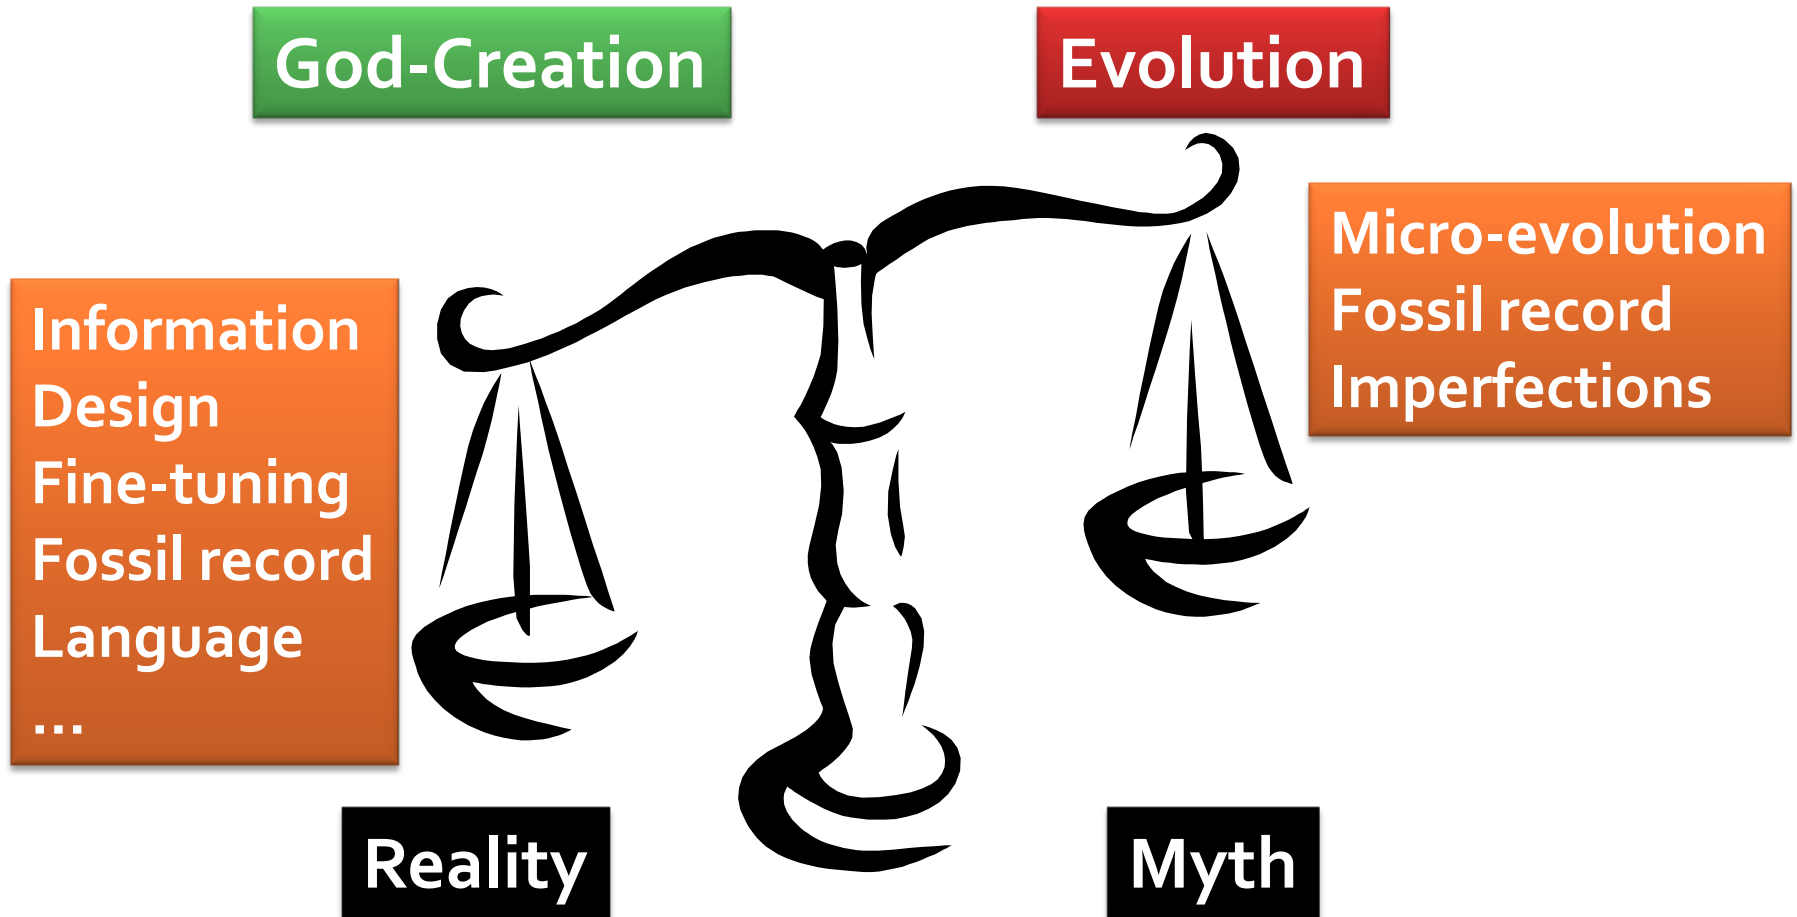 God-Creation
Evolution
Information
Design
Fine-tuning
Fossil record
Language
...
Micro-evolution
Fossil record
Imperfections
Reality
Myth